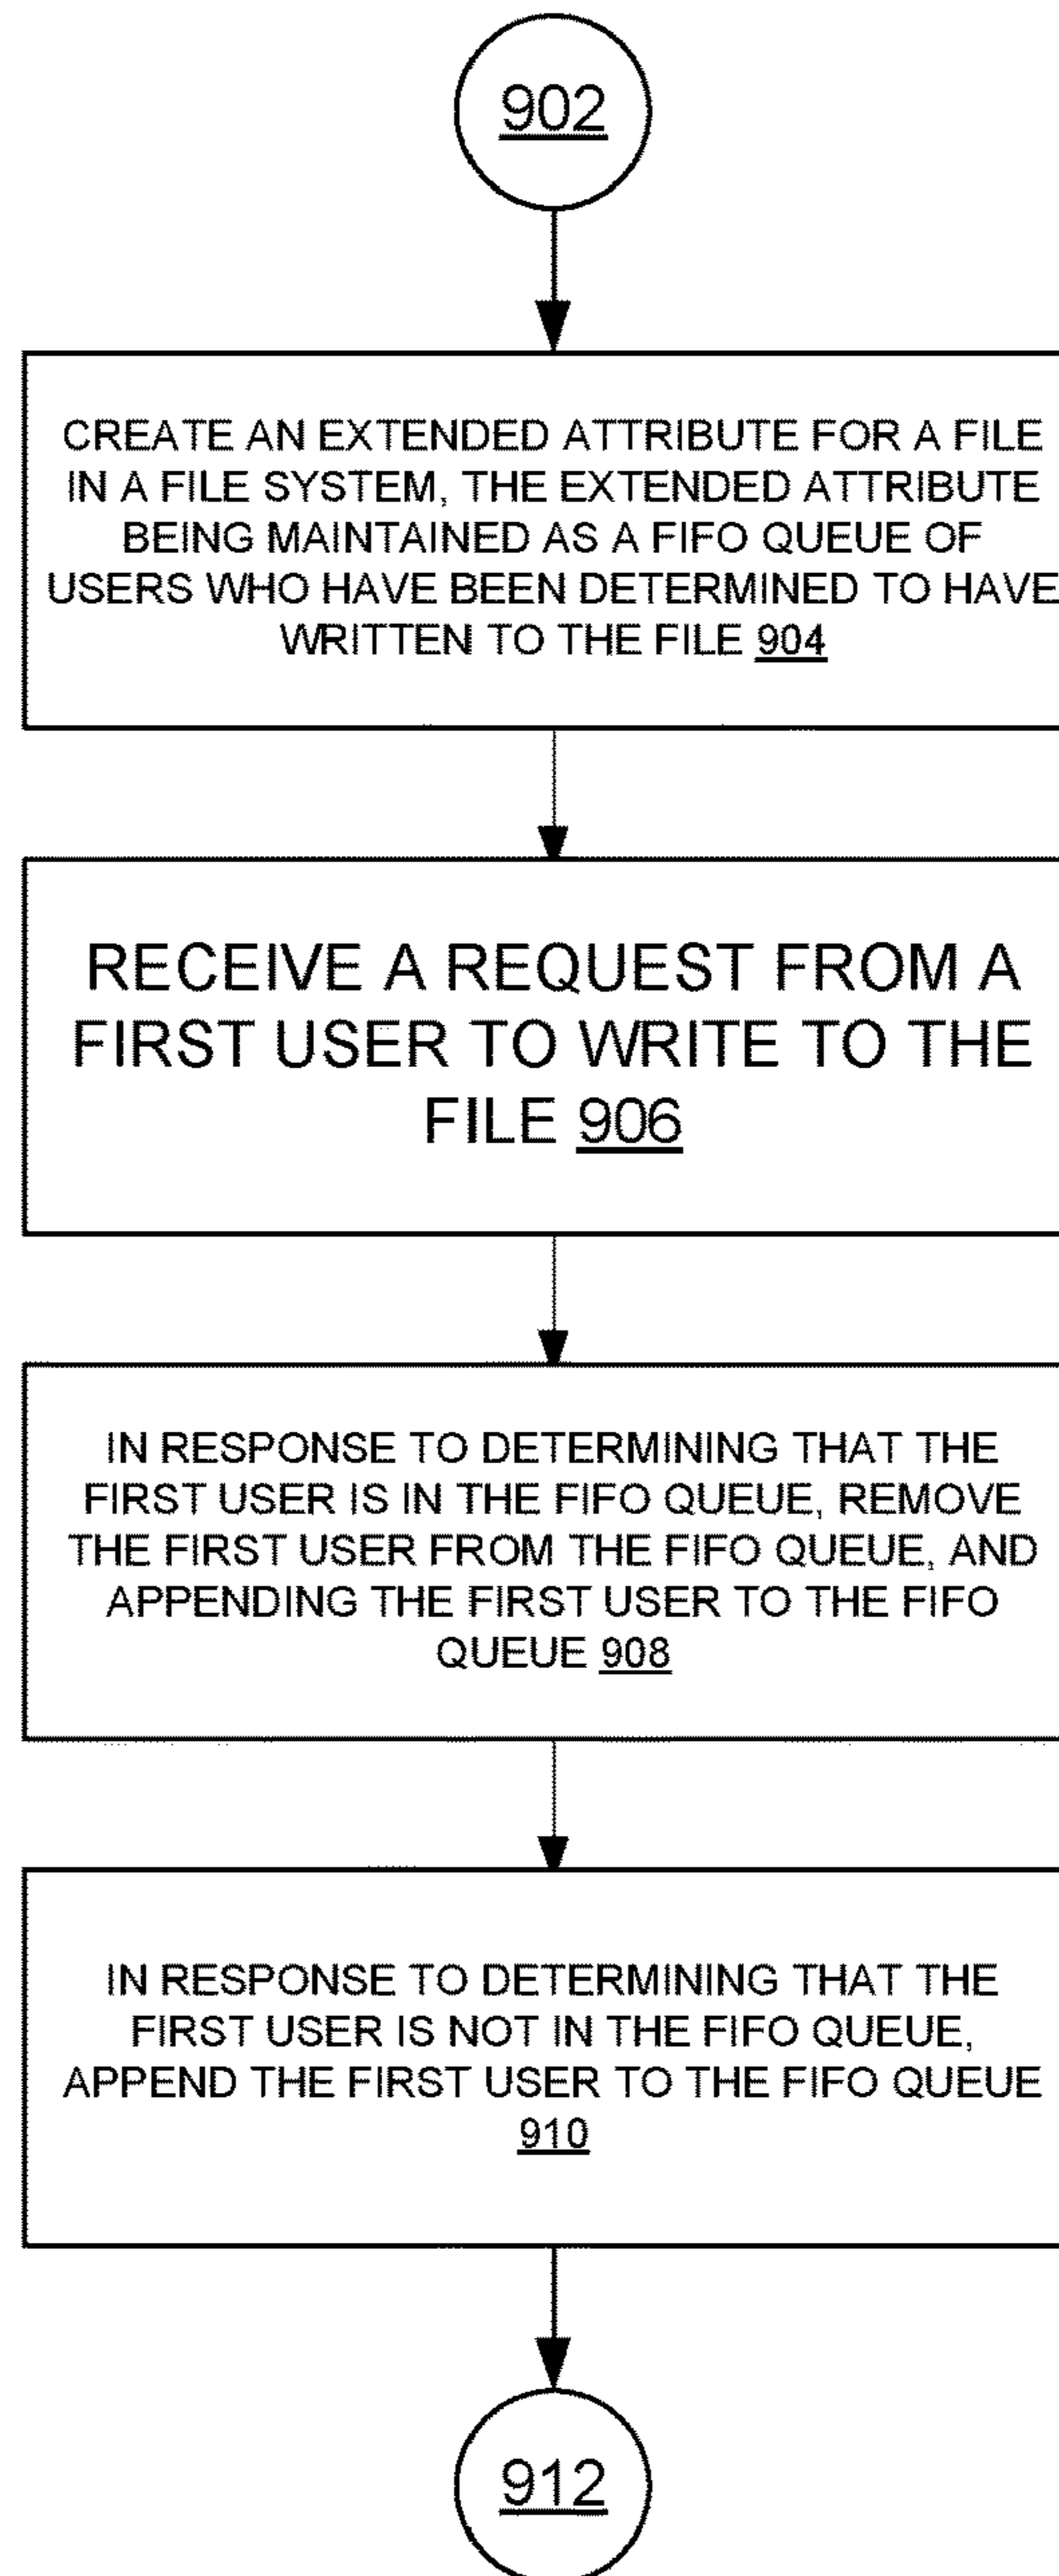 902
CREATE AN EXTENDED ATTRIBUTE FOR A FILE
IN A FILE SYSTEM, THE EXTENDED ATTRIBUTE
BEING MAINTAINED AS A FIFO QUEUE OF
USERS WHO HAVE BEEN DETERMINED TO HAVE
WRITTEN TO THE FILE 904
RECEIVE A REQUEST FROM A
FIRST USER TO WRITE TO THE
FILE 906
IN RESPONSE TO DETERMINING THAT THE
FIRST USER IS IN THE FIFO QUEUE, REMOVE
THE FIRST USER FROM THE FIFO QUEUE, AND
APPENDING THE FIRST USER TO THE FIFO
QUEUE 908
IN RESPONSE TO DETERMINING THAT THE
FIRST USER IS NOT IN THE FIFO QUEUE,
APPEND THE FIRST USER TO THE FIFO QUEUE
910
912